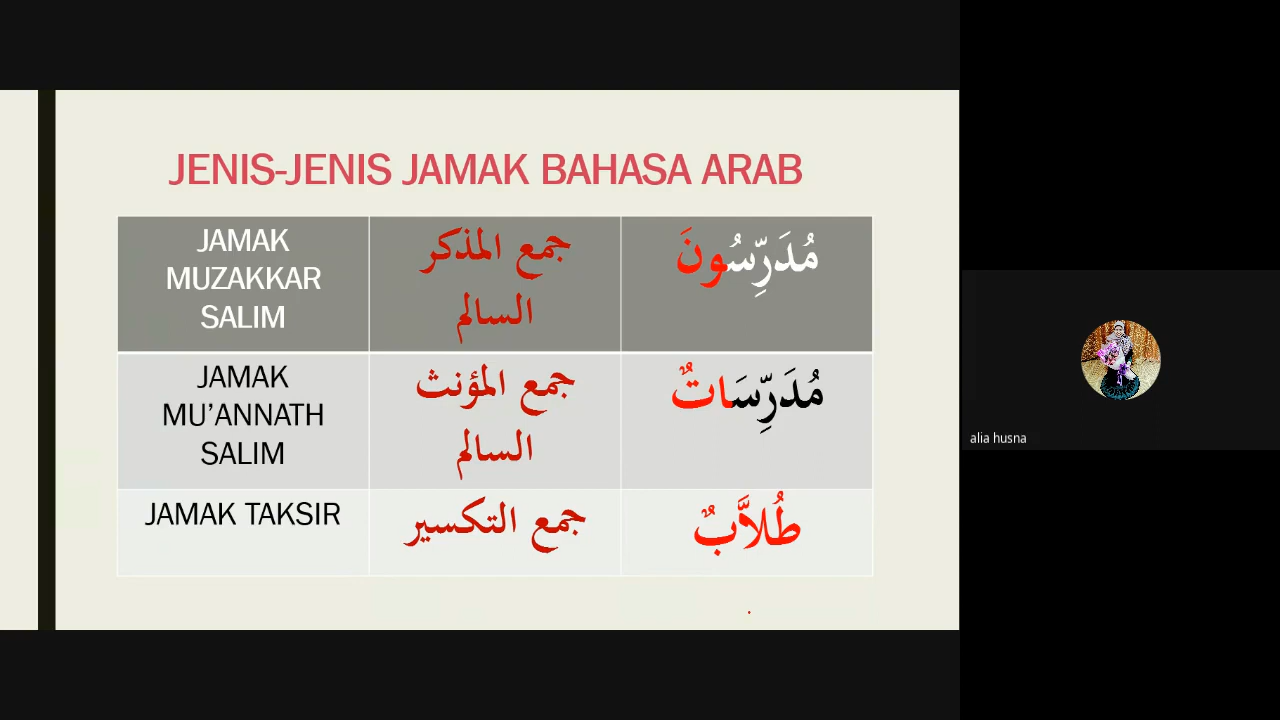 JENIS-JENIS JAMAK BAHASA ARAB
JAMAK
MUZAKKAR
SALIM
جمع المذكر
السالم
مُدَرِّسُونَ
JAMAK
MU’ANNATH
SALIM
جمع المؤنث
السالم
مُدَرِّسَاتٌ
JAMAK TAKSIR
جمع التكسير
طُلاَّبٌ
alia husna